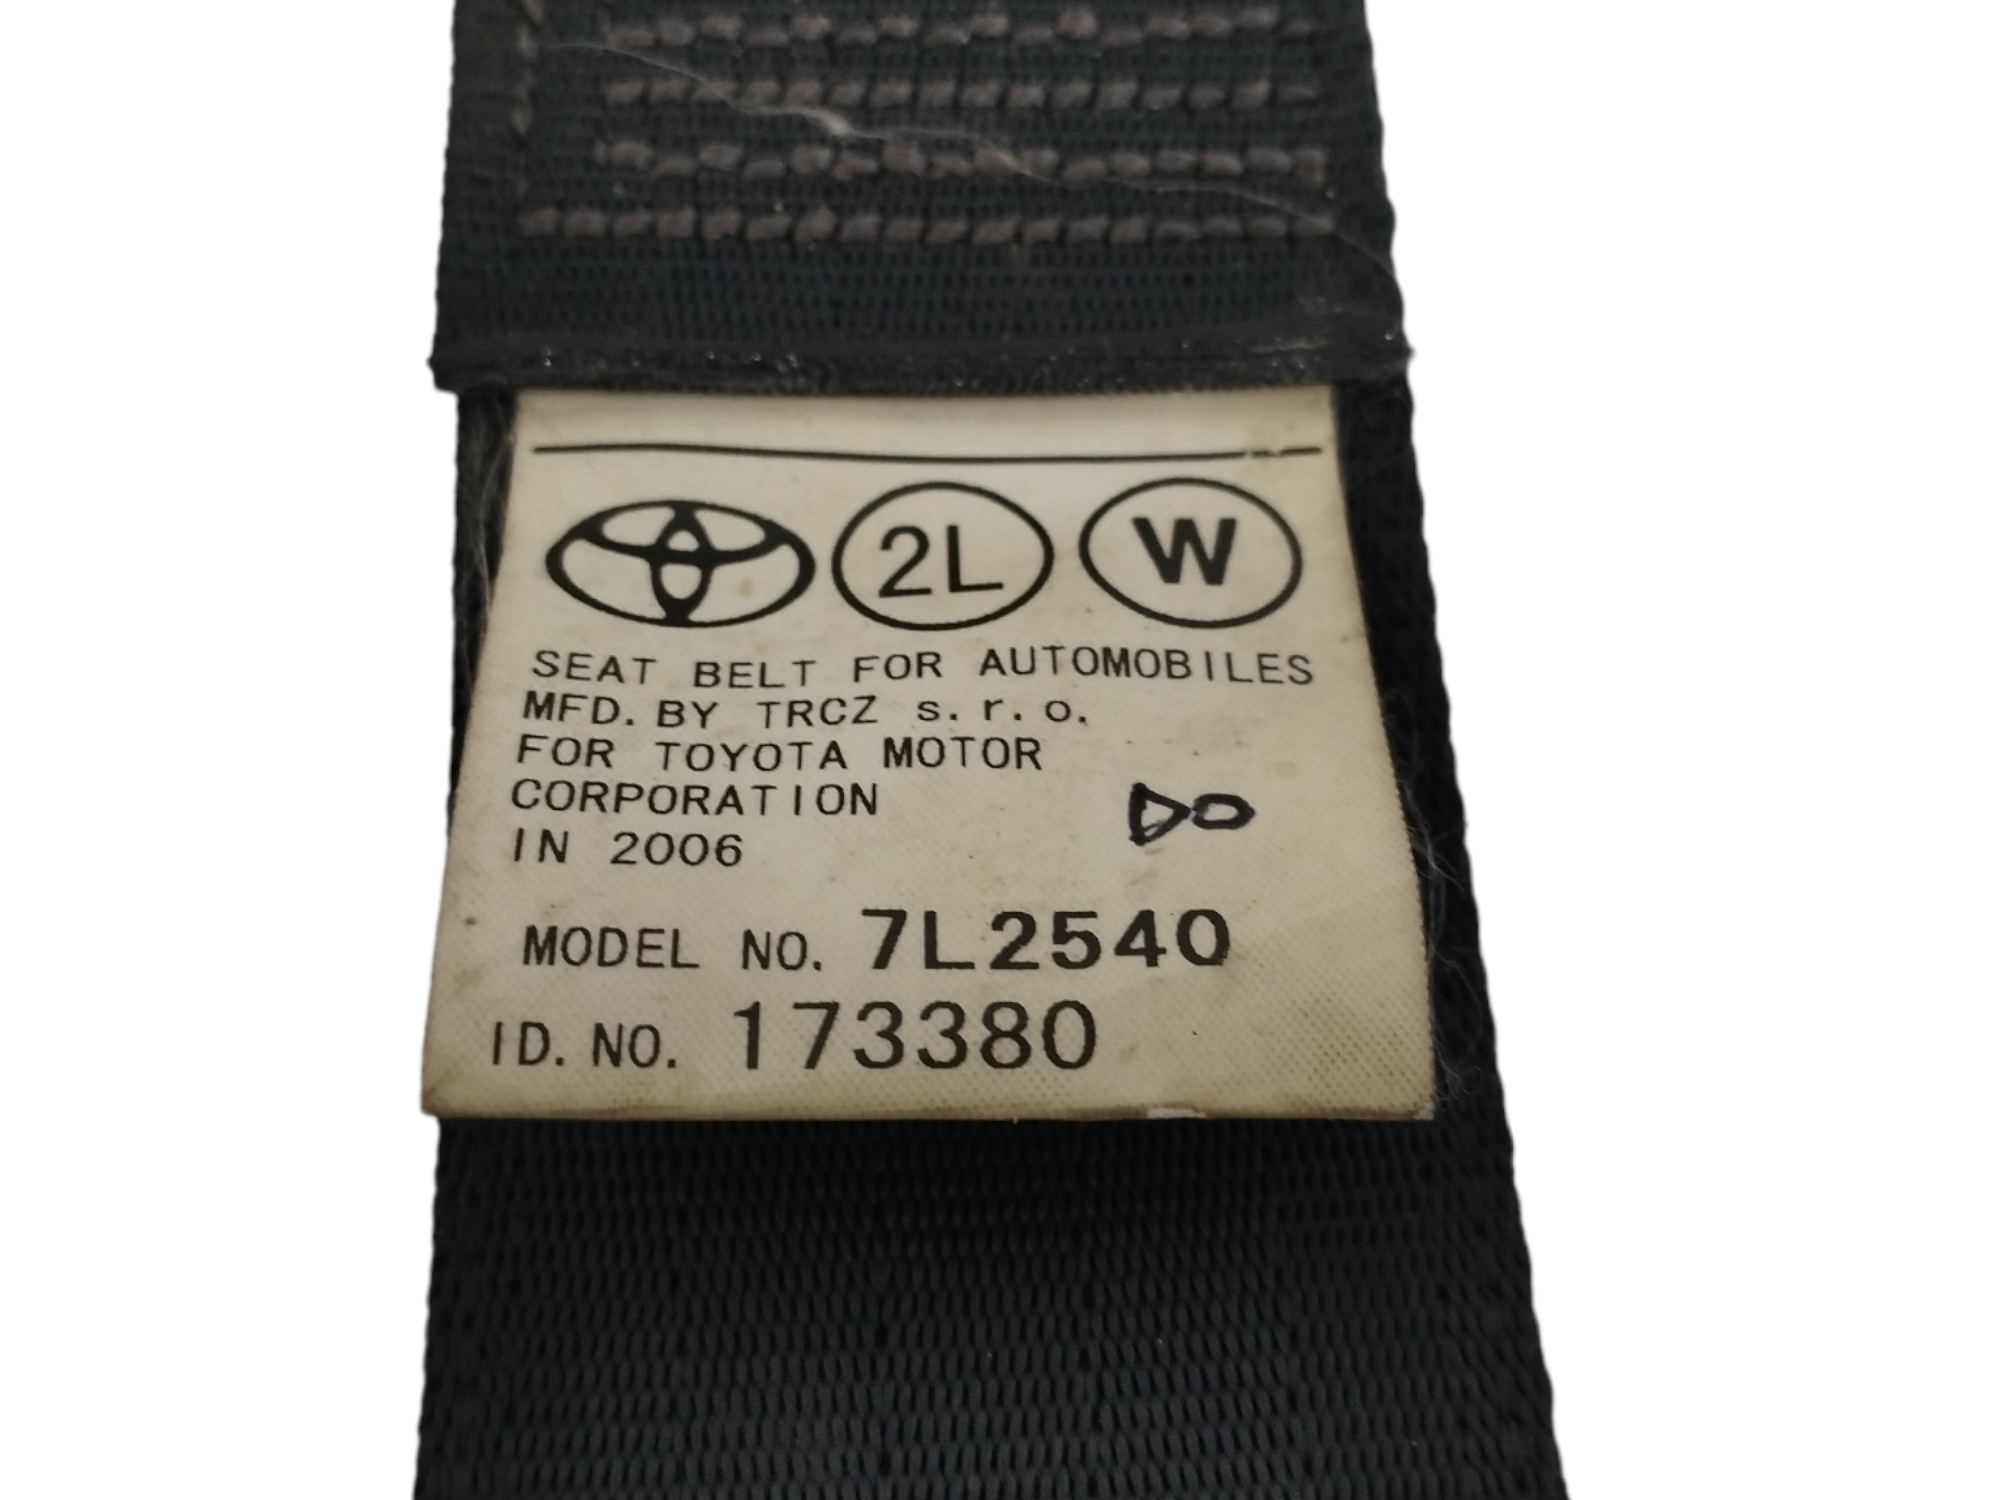 2L W
SEAT BELT FOR AUTOMOBILES
MFD. BY TRCZ s. r. o.
FOR TOYOTA MOTOR
CORPORATION
IN 2006
MODEL NO. 7L2540
ID. NO. 173380